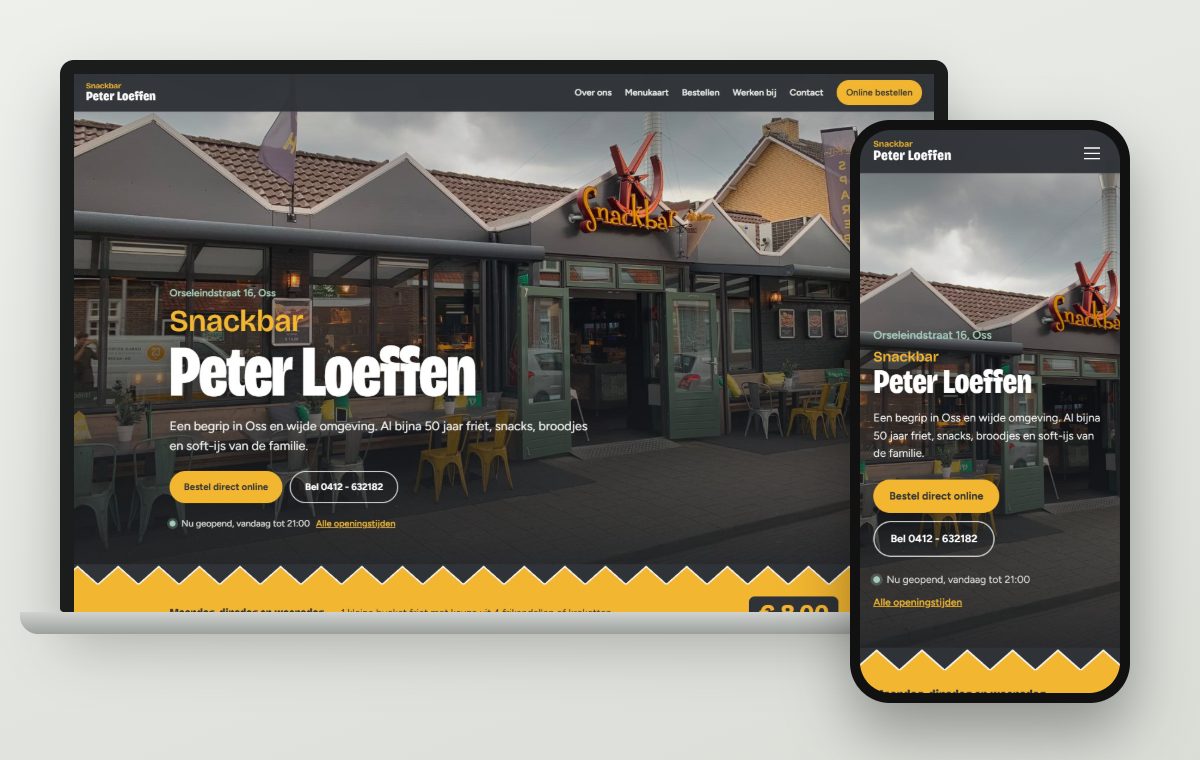 Snackbar
Peter Loeffen
Over ons
Menukaart
Bestellen
Werken bij
Contact
Online bestellen
Snackbar
Orseleindstraat 16, Oss
Snackbar
Peter Loeffen
Een begrip in Oss en wijde omgeving. Al bijna 50 jaar friet, snacks, broodjes
en soft-ijs van de familie.
Bestel direct online
Bel 0412 - 632182
Nu geopend, vandaag tot 21:00 Alle openingstijden
Snackbar
Peter Loeffen
Snackba
Orseleindstraat 16, Oss
Snackbar
Peter Loeffen
Een begrip in Oss en wijde omgeving. Al bijna
50 jaar friet, snacks, broodjes en soft-ijs van
de familie.
Bestel direct online
Bel 0412 - 632182
Nu geopend, vandaag tot 21:00
Alle openingstijden